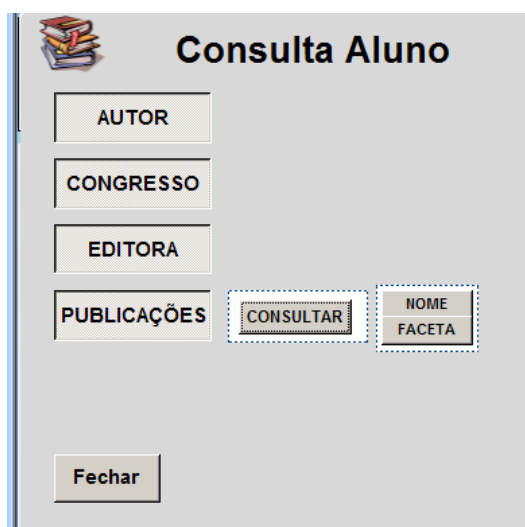 Consulta Aluno
AUTOR
CONGRESSO
EDITORA
PUBLICAÇÕES
CONSULTAR
NOME
FACETA
Fechar